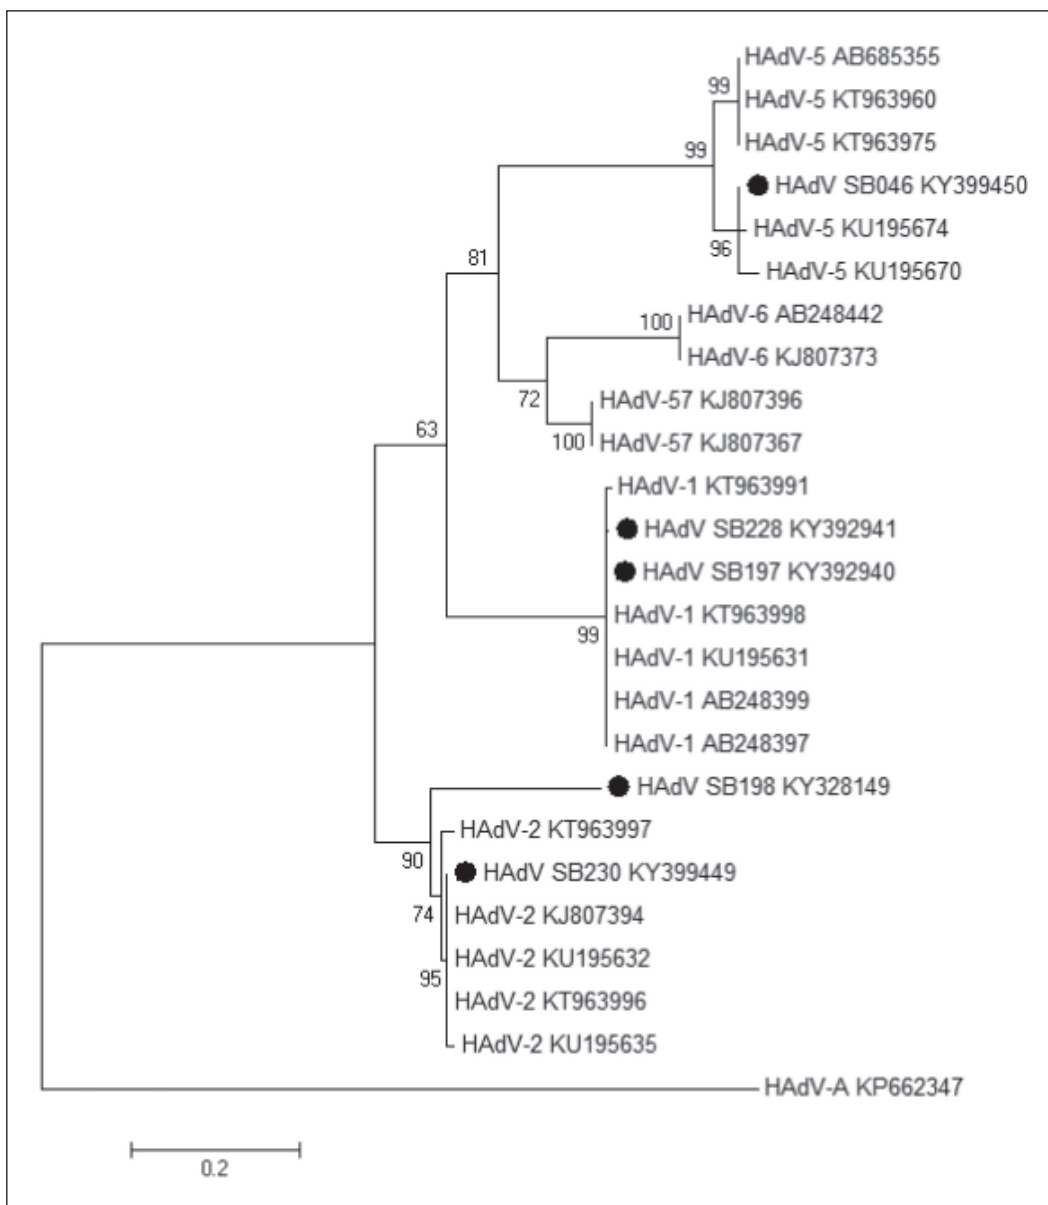 HAdV-5 AB685355
99
HAdV-5 KT963960
HAdV-5 KT963975
99
HAdV SB046 KY399450
HAdV-5 KU195674
96
81
HAdV-5 KU195670
HAdV-6 AB248442
100
HAdV-6 KJ807373
72
HAdV-57 KJ807396
63
100
HAdV-57 KJ807367
HAdV-1 KT963991
HAdV SB228 KY392941
HAdV SB197 KY392940
HAdV-1 KT963998
99
HAdV-1 KU195631
HAdV-1 AB248399
HAdV-1 AB248397
HAdV SB198 KY328149
HAdV-2 KT963997
90
HAdV SB230 KY399449
74
HAdV-2 KJ807394
HAdV-2 KU195632
95
HAdV-2 KT963996
HAdV-2 KU195635
HAdV-A KP662347
0.2